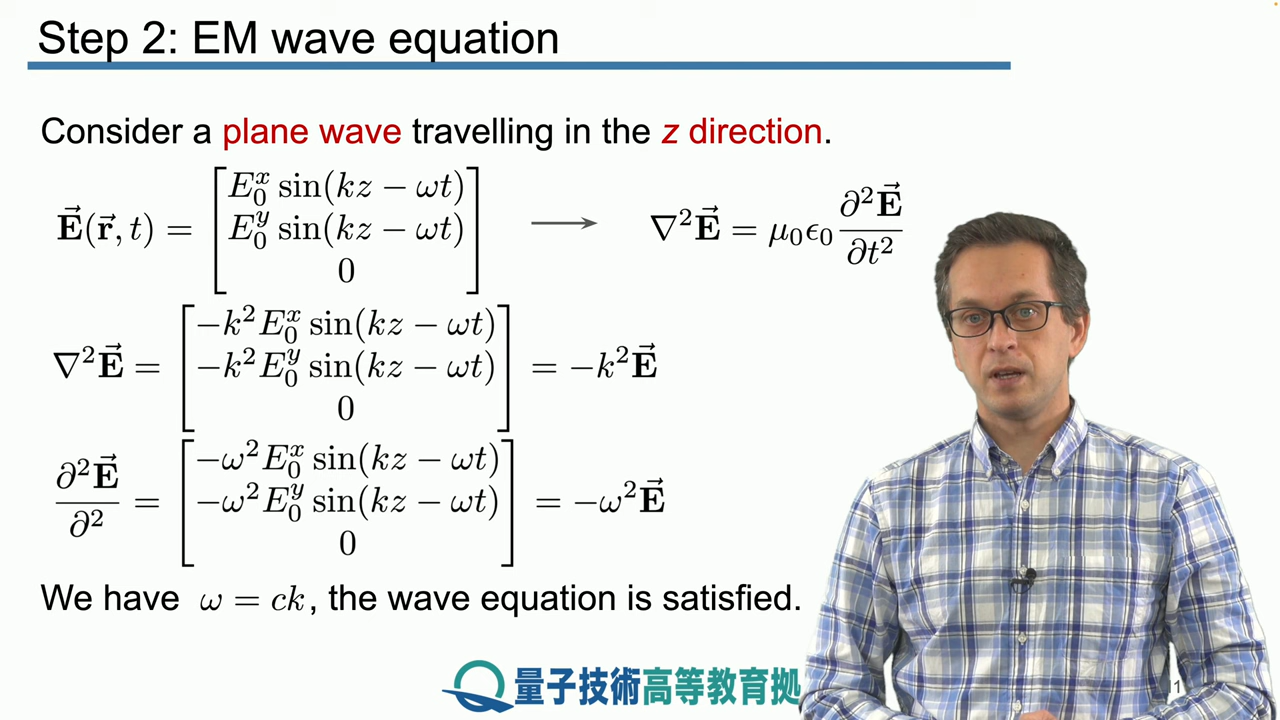 Step 2: EM wave equation
Consider a plane wave travelling in the z direction.
$\vec{\mathbf{E}}(\vec{\mathbf{r}}, t) = \begin{bmatrix} E_0^x \sin(kz - \omega t) \\ E_0^y \sin(kz - \omega t) \\ 0 \end{bmatrix} \longrightarrow \nabla^2 \vec{\mathbf{E}} = \mu_0 \epsilon_0 \frac{\partial^2 \vec{\mathbf{E}}}{\partial t^2}$
$\nabla^2 \vec{\mathbf{E}} = \begin{bmatrix} -k^2 E_0^x \sin(kz - \omega t) \\ -k^2 E_0^y \sin(kz - \omega t) \\ 0 \end{bmatrix} = -k^2 \vec{\mathbf{E}}$
$\frac{\partial^2 \vec{\mathbf{E}}}{\partial^2} = \begin{bmatrix} -\omega^2 E_0^x \sin(kz - \omega t) \\ -\omega^2 E_0^y \sin(kz - \omega t) \\ 0 \end{bmatrix} = -\omega^2 \vec{\mathbf{E}}$
We have $\omega = ck$, the wave equation is satisfied.
量子技術高等教育拠